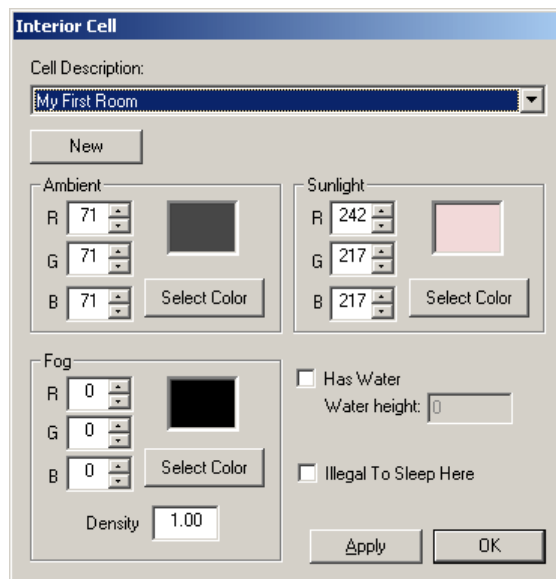 Interior Cell
Cell Description:
My First Room
New
Ambient
R 71
G 71
B 71
Select Color
Sunlight
R 242
G 217
B 217
Select Color
Fog
R 0
G 0
B 0
Select Color
Density 1.00
Has Water
Water height: 0
Illegal To Sleep Here
Apply
OK